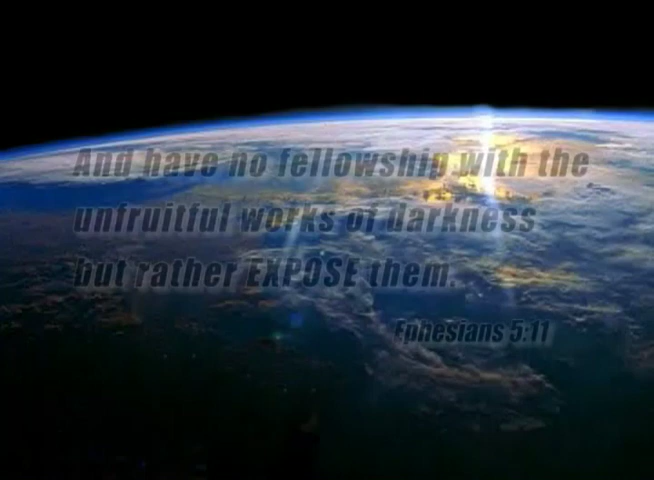 And have no fellowship with the
unfruitful works of darkness
but rather EXPOSE them.
Ephesians 5:11